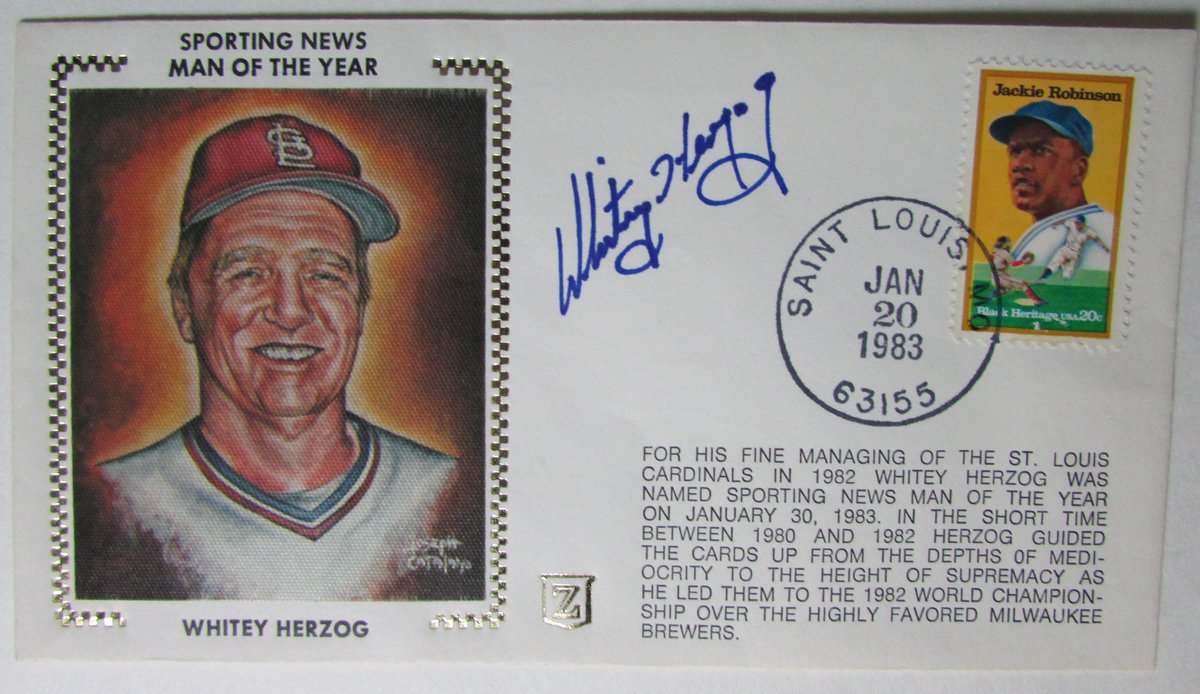 SPORTING NEWS
MAN OF THE YEAR
WHITEY HERZOG
Whitey Herzog
Jackie Robinson
Black Heritage USA 20c
SAINT LOUIS, MO
JAN
20
1983
63155
FOR HIS FINE MANAGING OF THE ST. LOUIS
CARDINALS IN 1982 WHITEY HERZOG WAS
NAMED SPORTING NEWS MAN OF THE YEAR
ON JANUARY 30, 1983. IN THE SHORT TIME
BETWEEN 1980 AND 1982 HERZOG GUIDED
THE CARDS UP FROM THE DEPTHS 0F MEDI-
OCRITY TO THE HEIGHT OF SUPREMACY AS
HE LED THEM TO THE 1982 WORLD CHAMPION-
SHIP OVER THE HIGHLY FAVORED MILWAUKEE
BREWERS.
Z